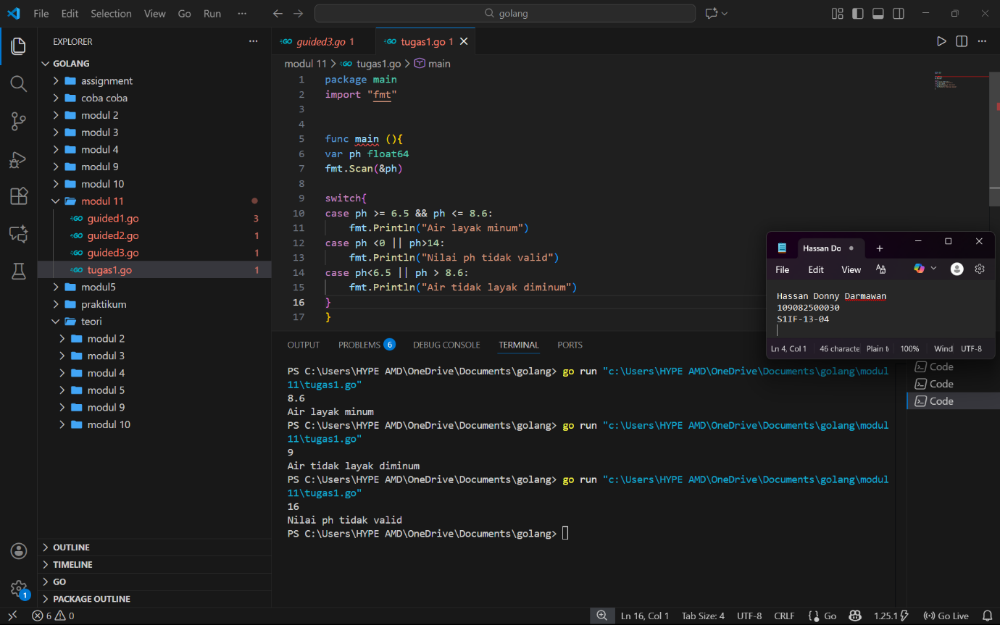 File Edit Selection View Go Run ··· golang
EXPLORER ···
GOLANG
assignment
coba coba
modul 2
modul 3
modul 4
modul 9
modul 10
modul 11
guided1.go 3
guided2.go 1
guided3.go 1
tugas1.go 1
modul5
praktikum
teori
modul 2
modul 3
modul 4
modul 5
modul 9
modul 10
OUTLINE
TIMELINE
GO
PACKAGE OUTLINE
guided3.go 1 tugas1.go 1
modul 11 > tugas1.go > main
1 package main
2 import "fmt"
3
4
5 func main (){
6 var ph float64
7 fmt.Scan(&ph)
8
9 switch{
10 case ph >= 6.5 && ph <= 8.6:
11 fmt.Println("Air layak minum")
12 case ph <0 || ph>14:
13 fmt.Println("Nilai ph tidak valid")
14 case ph<6.5 || ph > 8.6:
15 fmt.Println("Air tidak layak diminum")
16 }
17 }
Hassan Do
File Edit View
Hassan Donny Darmawan
109082500030
S1IF-13-04
Ln 4, Col 1 46 characte Plain t 100% Wind UTF-8
OUTPUT PROBLEMS 6 DEBUG CONSOLE TERMINAL PORTS
PS C:\Users\HYPE AMD\OneDrive\Documents\golang> go run "c:\Users\HYPE AMD\OneDrive\Documents\golang\modul
11\tugas1.go"
8.6
Air layak minum
PS C:\Users\HYPE AMD\OneDrive\Documents\golang> go run "c:\Users\HYPE AMD\OneDrive\Documents\golang\modul
11\tugas1.go"
9
Air tidak layak diminum
PS C:\Users\HYPE AMD\OneDrive\Documents\golang> go run "c:\Users\HYPE AMD\OneDrive\Documents\golang\modul
11\tugas1.go"
16
Nilai ph tidak valid
PS C:\Users\HYPE AMD\OneDrive\Documents\golang>
Code
Code
Code
1
6 0 Ln 16, Col 1 Tab Size: 4 UTF-8 CRLF Go 1.25.1 Go Live